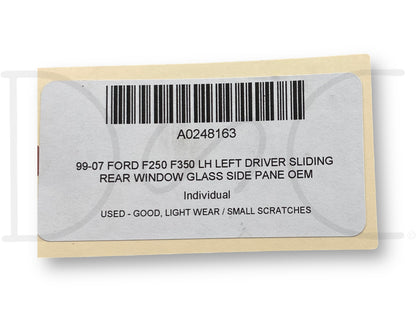 A0248163
99-07 FORD F250 F350 LH LEFT DRIVER SLIDING
REAR WINDOW GLASS SIDE PANE OEM
Individual
USED - GOOD, LIGHT WEAR / SMALL SCRATCHES